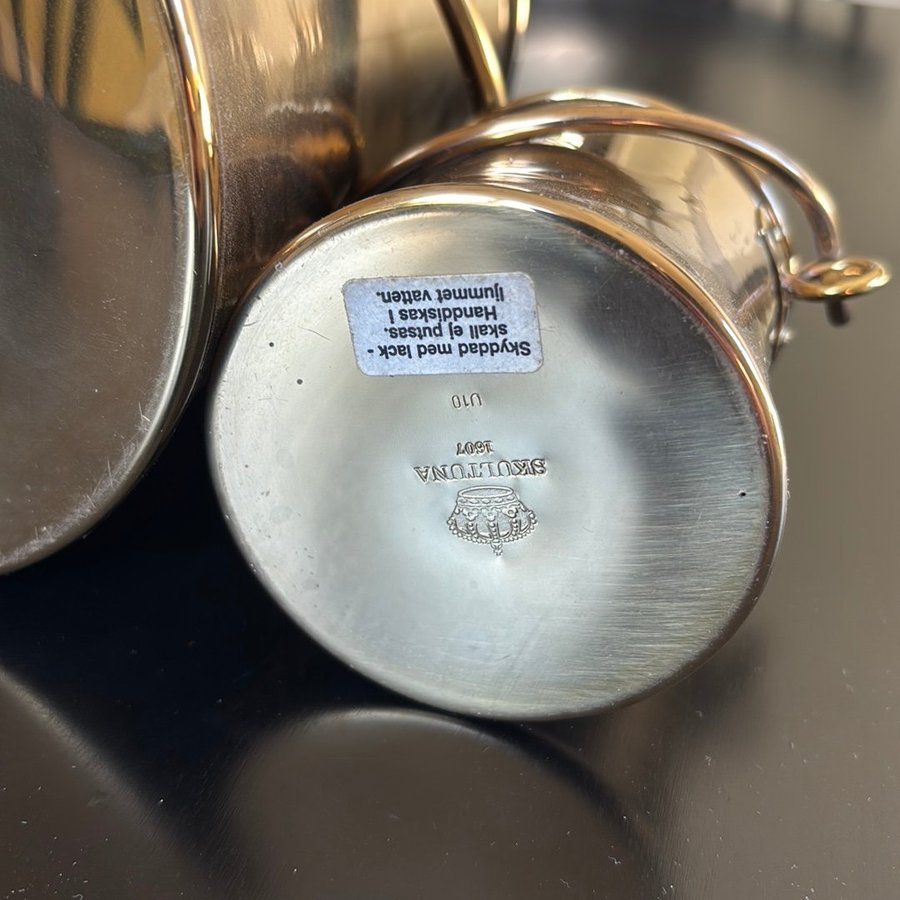 Skyddad med lack -
skall ej putsas.
Handdiskas I
ljummet vatten.
U10
1607
SKULTUNA